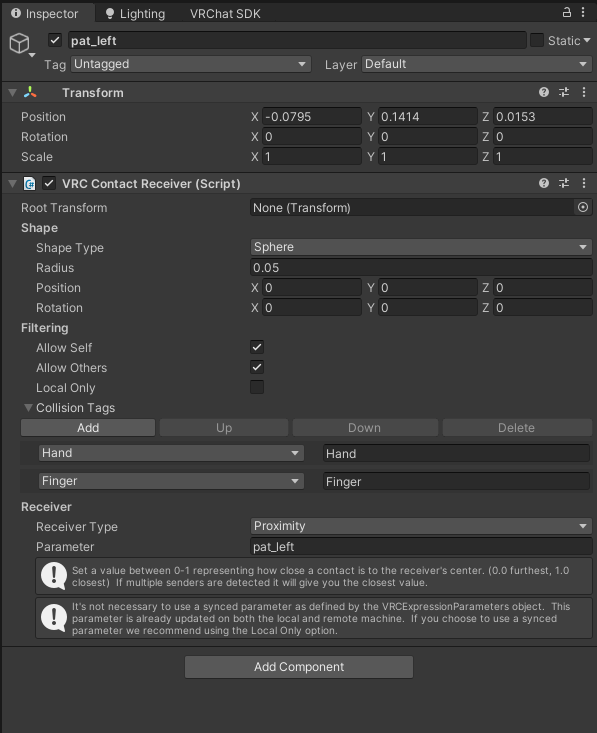 Inspector Lighting VRChat SDK
pat_left Static
Tag Untagged Layer Default
Transform
Position X -0.0795 Y 0.1414 Z 0.0153
Rotation X 0 Y 0 Z 0
Scale X 1 Y 1 Z 1
VRC Contact Receiver (Script)
Root Transform None (Transform)
Shape
Shape Type Sphere
Radius 0.05
Position X 0 Y 0 Z 0
Rotation X 0 Y 0 Z 0
Filtering
Allow Self
Allow Others
Local Only
Collision Tags
Add Up Down Delete
Hand Hand
Finger Finger
Receiver
Receiver Type Proximity
Parameter pat_left
Set a value between 0-1 representing how close a contact is to the receiver's center. (0.0 furthest, 1.0
closest) If multiple senders are detected it will give you the closest value.
It's not necessary to use a synced parameter as defined by the VRCExpressionParameters object. This
parameter is already updated on both the local and remote machine. If you choose to use a synced
parameter we recommend using the Local Only option.
Add Component